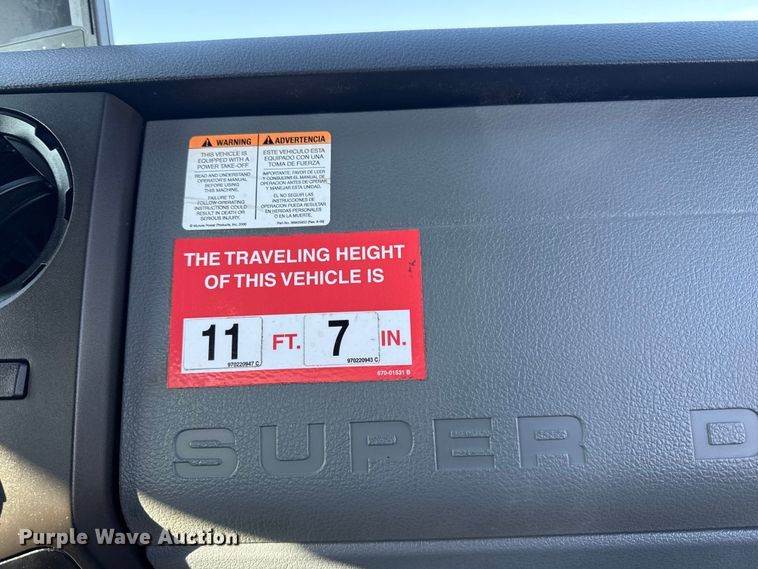 WARNING
THIS VEHICLE IS
EQUIPPED WITH A
POWER TAKE-OFF
READ AND UNDERSTAND
OPERATOR'S MANUAL
BEFORE USING
THIS MACHINE.
FAILURE TO
FOLLOW OPERATING
INSTRUCTIONS COULD
RESULT IN DEATH OR
SERIOUS INJURY.
ADVERTENCIA
ESTE VEHICULO ESTA
EQUIPADO CON UNA
TOMA DE FUERZA
IMPORTANTE, FAVOR DE LEER
Y CONSULTAR EL MANUAL DE
OPERACION ANTES DE OPERAR
Y MANEJAR ESTA UNIDAD.
EL NO SEGUIR LAS
INSTRUCCIONES DE
OPERACION PUEDA RESULTAR
EN HERIDAS PERSONALES
O EN LA MUERTE.
THE TRAVELING HEIGHT
OF THIS VEHICLE IS
11 FT. 7 IN.
970220947 C 970220943 C
670-01531 B
SUPER D
Purple Wave Auction